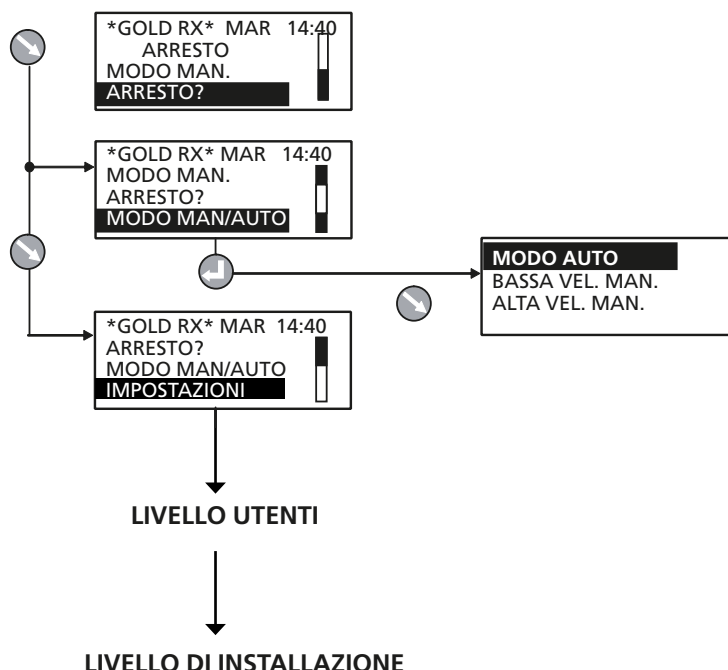 *GOLD RX* MAR 14:40
ARRESTO
MODO MAN.
ARRESTO?
*GOLD RX* MAR 14:40
MODO MAN.
ARRESTO?
MODO MAN/AUTO
MODO AUTO
BASSA VEL. MAN.
ALTA VEL. MAN.
*GOLD RX* MAR 14:40
ARRESTO?
MODO MAN/AUTO
IMPOSTAZIONI
LIVELLO UTENTI
LIVELLO DI INSTALLAZIONE